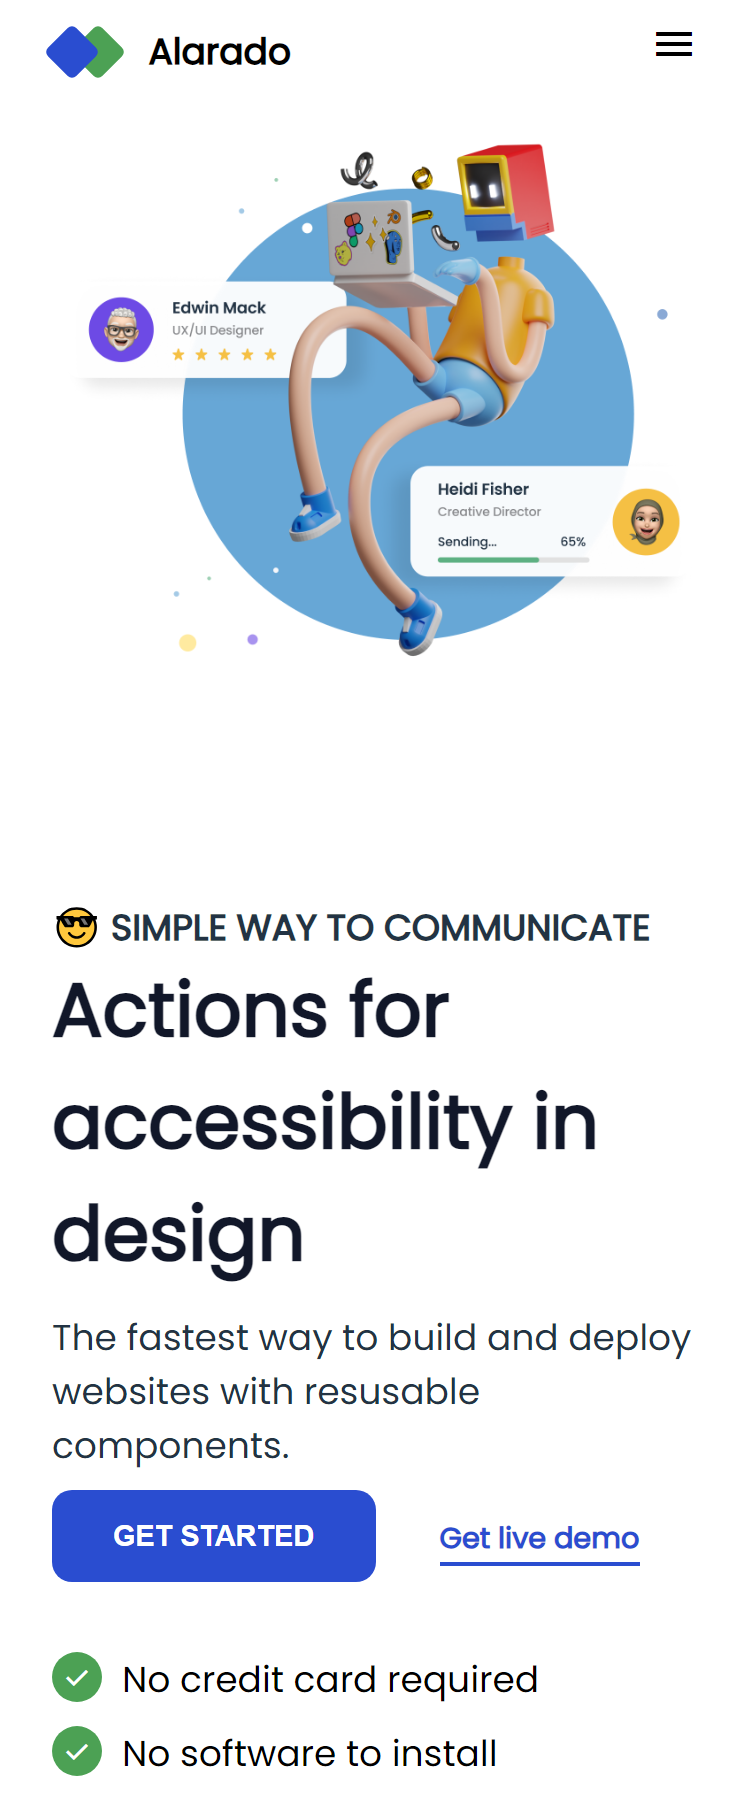 Alarado
Edwin Mack
UX/UI Designer
Heidi Fisher
Creative Director
Sending... 65%
SIMPLE WAY TO COMMUNICATE
Actions for
accessibility in
design
The fastest way to build and deploy
websites with resusable
components.
GET STARTED
Get live demo
No credit card required
No software to install